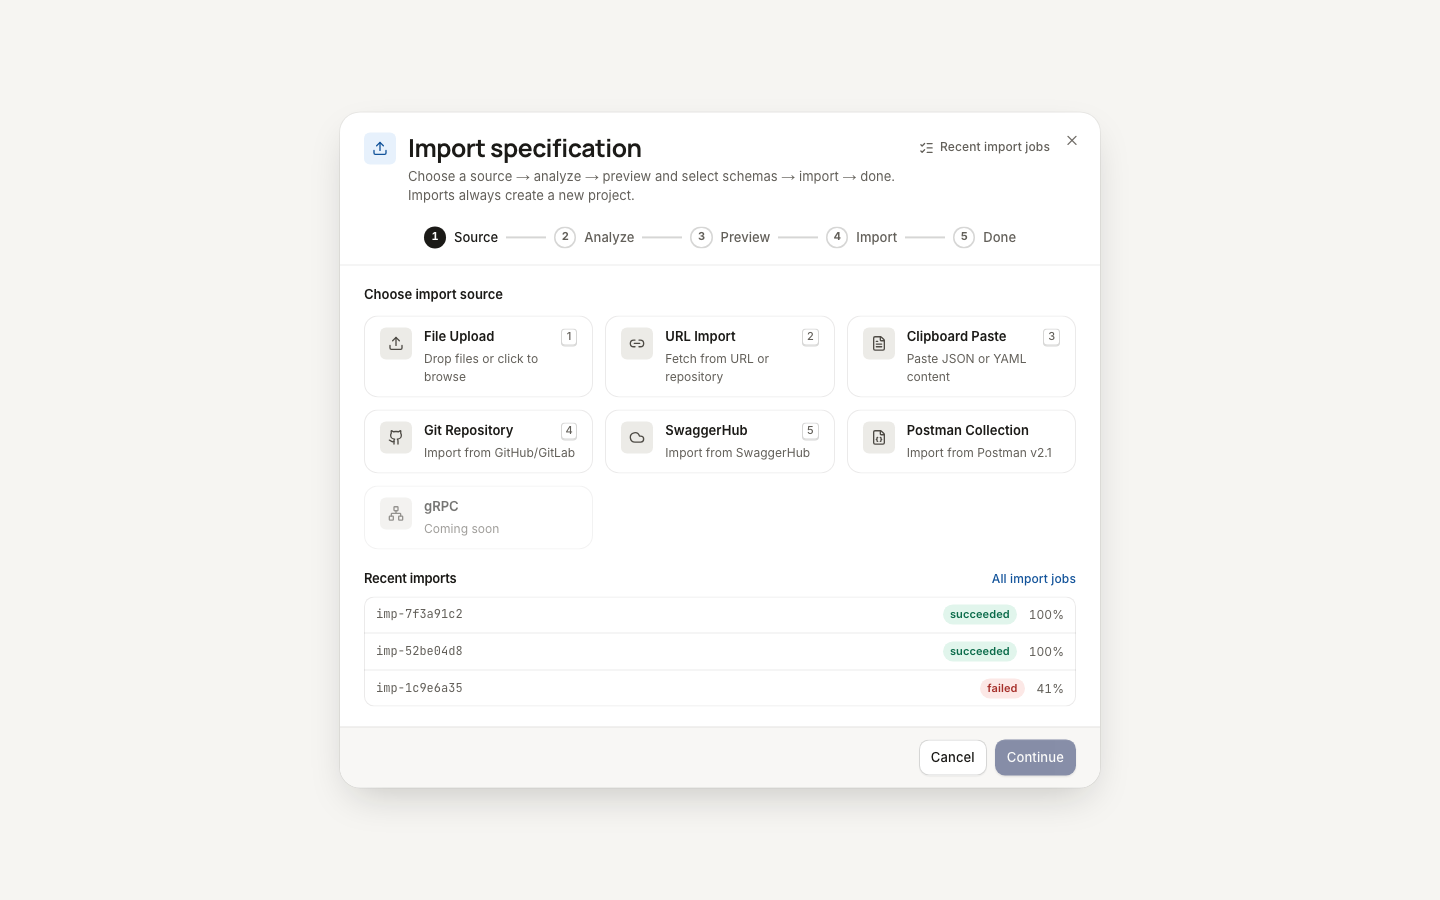 Import specification
Recent import jobs
Choose a source → analyze → preview and select schemas → import → done.
Imports always create a new project.
1 Source 2 Analyze 3 Preview 4 Import 5 Done
Choose import source
File Upload 1
Drop files or click to
browse
URL Import 2
Fetch from URL or
repository
Clipboard Paste 3
Paste JSON or YAML
content
Git Repository 4
Import from GitHub/GitLab
SwaggerHub 5
Import from SwaggerHub
Postman Collection
Import from Postman v2.1
gRPC
Coming soon
Recent imports
All import jobs
imp-7f3a91c2 succeeded 100%
imp-52be04d8 succeeded 100%
imp-1c9e6a35 failed 41%
Cancel Continue